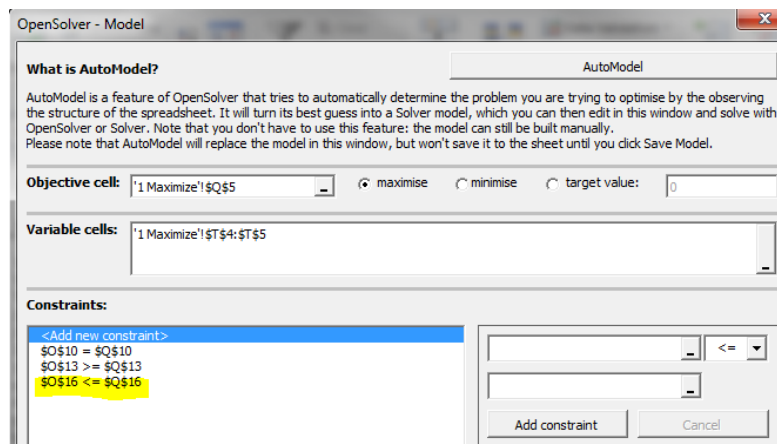 OpenSolver - Model
What is AutoModel?
AutoModel
AutoModel is a feature of OpenSolver that tries to automatically determine the problem you are trying to optimise by the observing
the structure of the spreadsheet. It will turn its best guess into a Solver model, which you can then edit in this window and solve with
OpenSolver or Solver. Note that you don't have to use this feature: the model can still be built manually.
Please note that AutoModel will replace the model in this window, but won't save it to the sheet until you click Save Model.
Objective cell: '1 Maximize'!$Q$5 _ maximise minimise target value: 0
Variable cells: '1 Maximize'!$T$4:$T$5 _
Constraints:
<Add new constraint>
$O$10 = $Q$10
$O$13 >= $Q$13
$O$16 <= $Q$16
_ <=
_
Add constraint Cancel